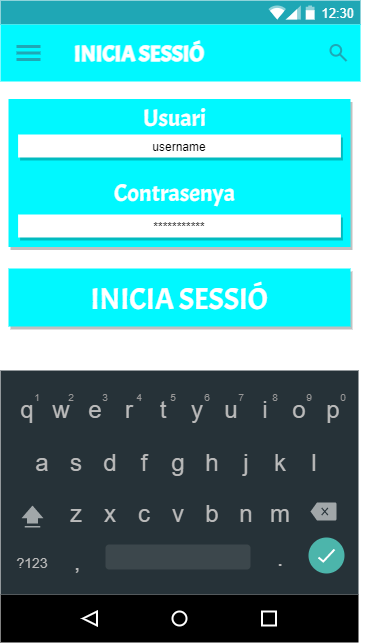 12:30
INICIA SESSIÓ
Usuari
username
Contrasenya
***********
INICIA SESSIÓ
1 2 3 4 5 6 7 8 9 0
q w e r t y u i o p
a s d f g h j k l
z x c v b n m
?123 , .